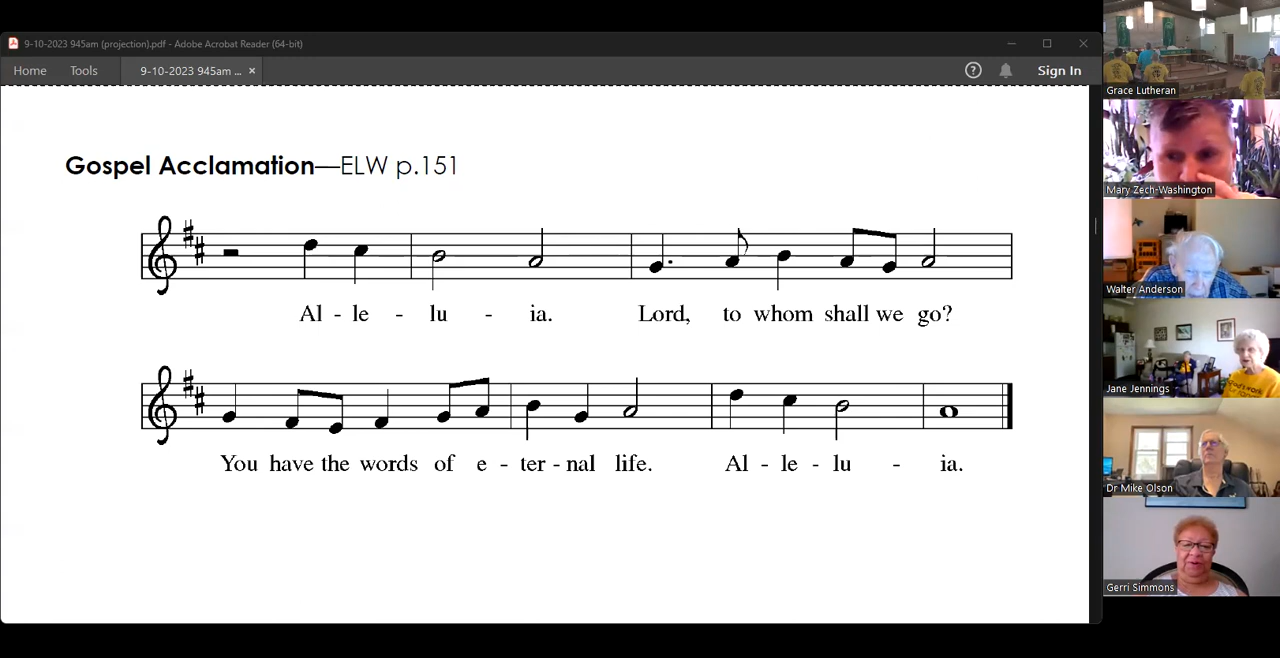 9-10-2023 945am (projection).pdf - Adobe Acrobat Reader (64-bit)
Home Tools 9-10-2023 945am ... × ? Sign In
Gospel Acclamation—ELW p.151
Al - le - lu - ia. Lord, to whom shall we go?
You have the words of e - ter - nal life. Al - le - lu - ia.
Grace Lutheran
Mary Zech-Washington
Walter Anderson
Jane Jennings
Dr Mike Olson
Gerri Simmons